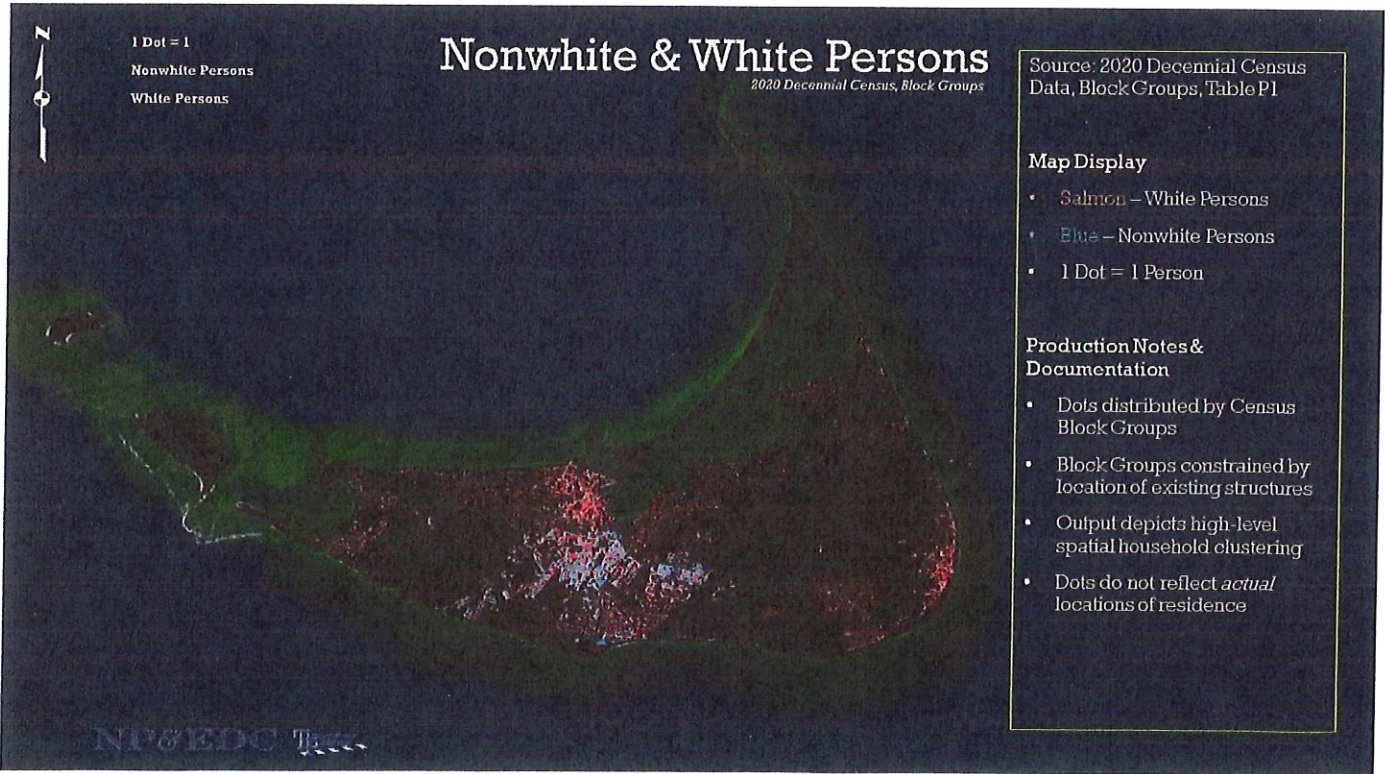 N
1 Dot = 1
Nonwhite Persons
White Persons
Nonwhite & White Persons
2020 Decennial Census, Block Groups
Source: 2020 Decennial Census
Data, Block Groups, Table P1
Map Display
• Salmon – White Persons
• Blue – Nonwhite Persons
• 1 Dot = 1 Person
Production Notes &
Documentation
• Dots distributed by Census
Block Groups
• Block Groups constrained by
location of existing structures
• Output depicts high-level
spatial household clustering
• Dots do not reflect actual
locations of residence
NP&EDC